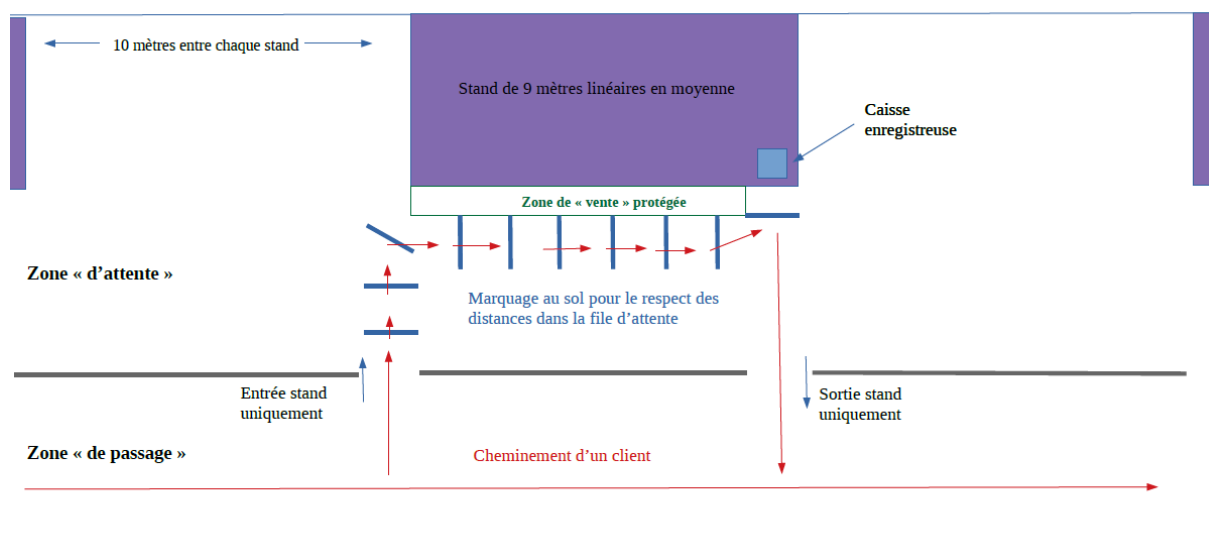 10 mètres entre chaque stand
Stand de 9 mètres linéaires en moyenne
Caisse
enregistreuse
Zone de « vente » protégée
Zone « d’attente »
Marquage au sol pour le respect des
distances dans la file d’attente
Entrée stand
uniquement
Sortie stand
uniquement
Zone « de passage »
Cheminement d’un client